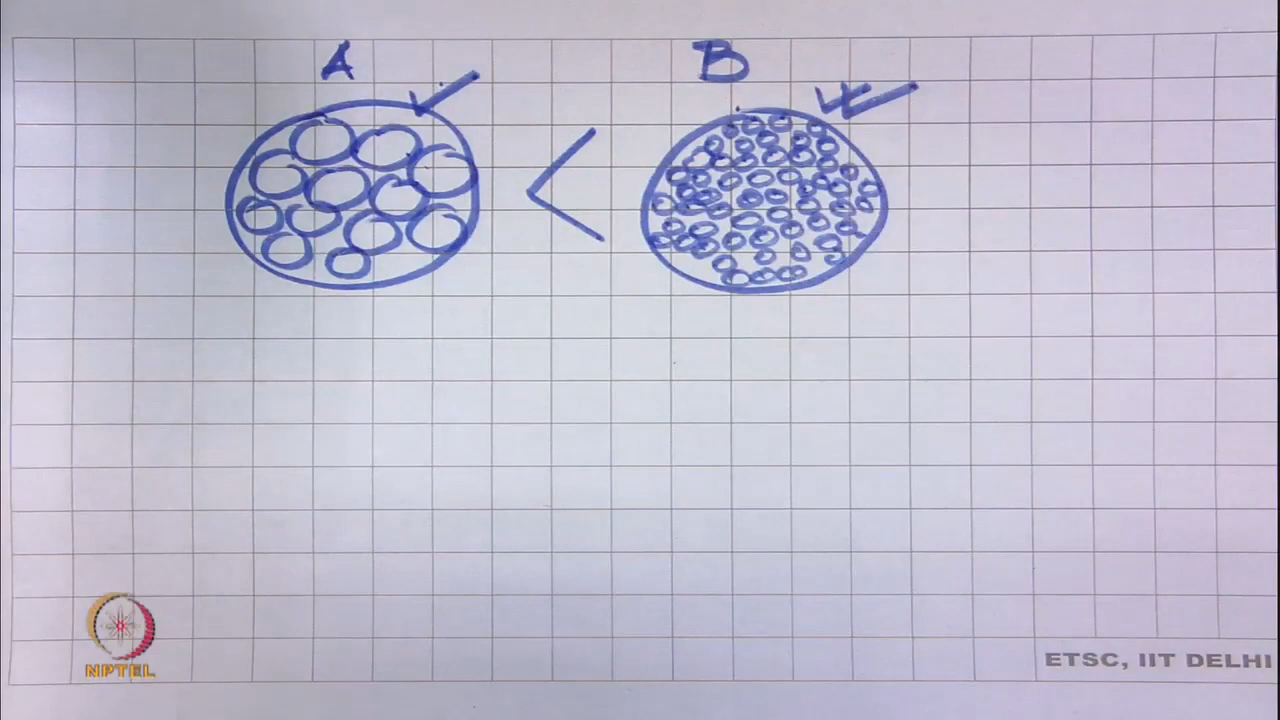 A B
<
NPTEL
ETSC, IIT DELHI